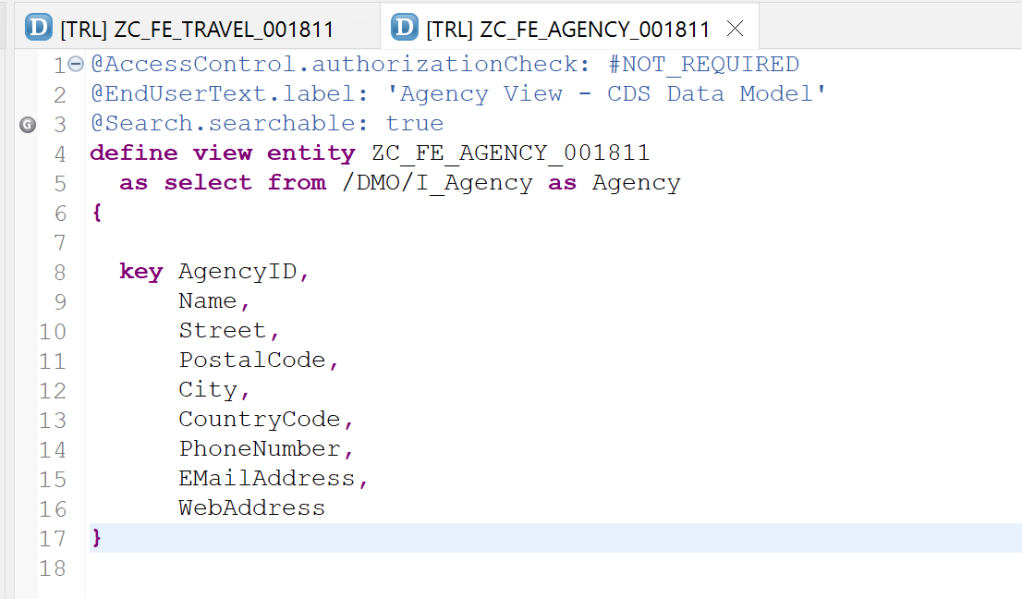 D [TRL] ZC_FE_TRAVEL_001811 D [TRL] ZC_FE_AGENCY_001811
1 @AccessControl.authorizationCheck: #NOT_REQUIRED
2 @EndUserText.label: 'Agency View - CDS Data Model'
G 3 @Search.searchable: true
4 define view entity ZC_FE_AGENCY_001811
5 as select from /DMO/I_Agency as Agency
6 {
7
8 key AgencyID,
9 Name,
10 Street,
11 PostalCode,
12 City,
13 CountryCode,
14 PhoneNumber,
15 EMailAddress,
16 WebAddress
17 }
18